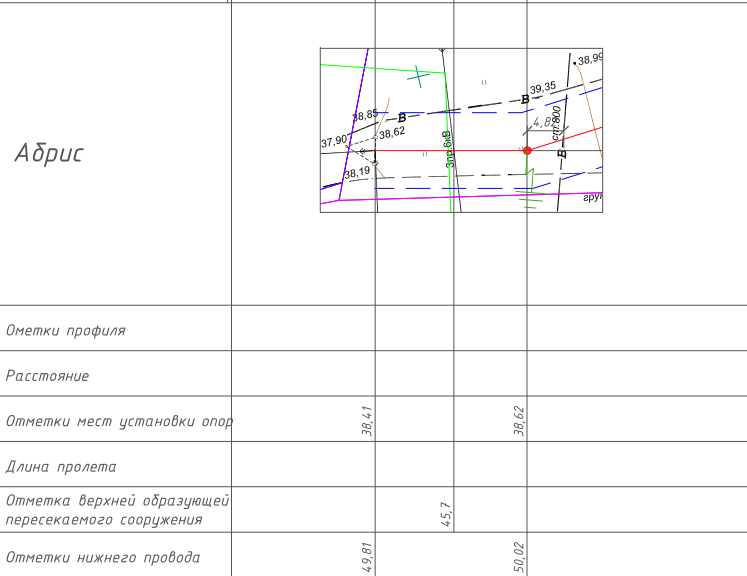 Абрис
38,99
39,35
В
38,85
В
ст.800
4,8
38,62
37,90
3пр.6кВ
В
38,19
Ометки профиля
Расстояние
Отметки мест установки опор
38,41
38,62
Длина пролета
Отметка верхней образующей
пересекаемого сооружения
45,7
Отметки нижнего провода
49,81
50,02